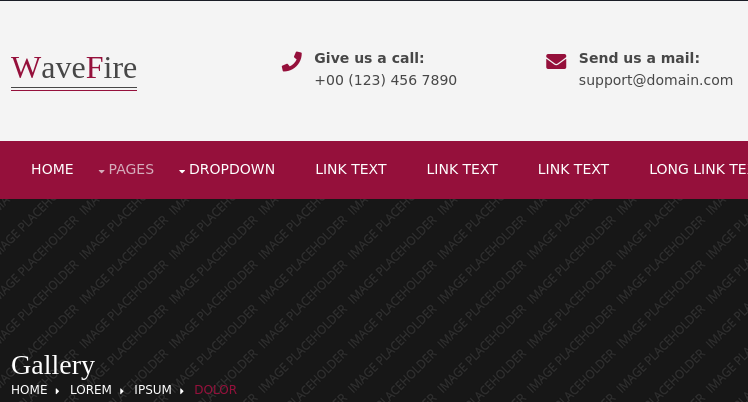 WaveFire
Give us a call:
+00 (123) 456 7890
Send us a mail:
support@domain.com
HOME PAGES DROPDOWN LINK TEXT LINK TEXT LINK TEXT LONG LINK TE
IMAGE PLACEHOLDER
Gallery
HOME LOREM IPSUM DOLOR